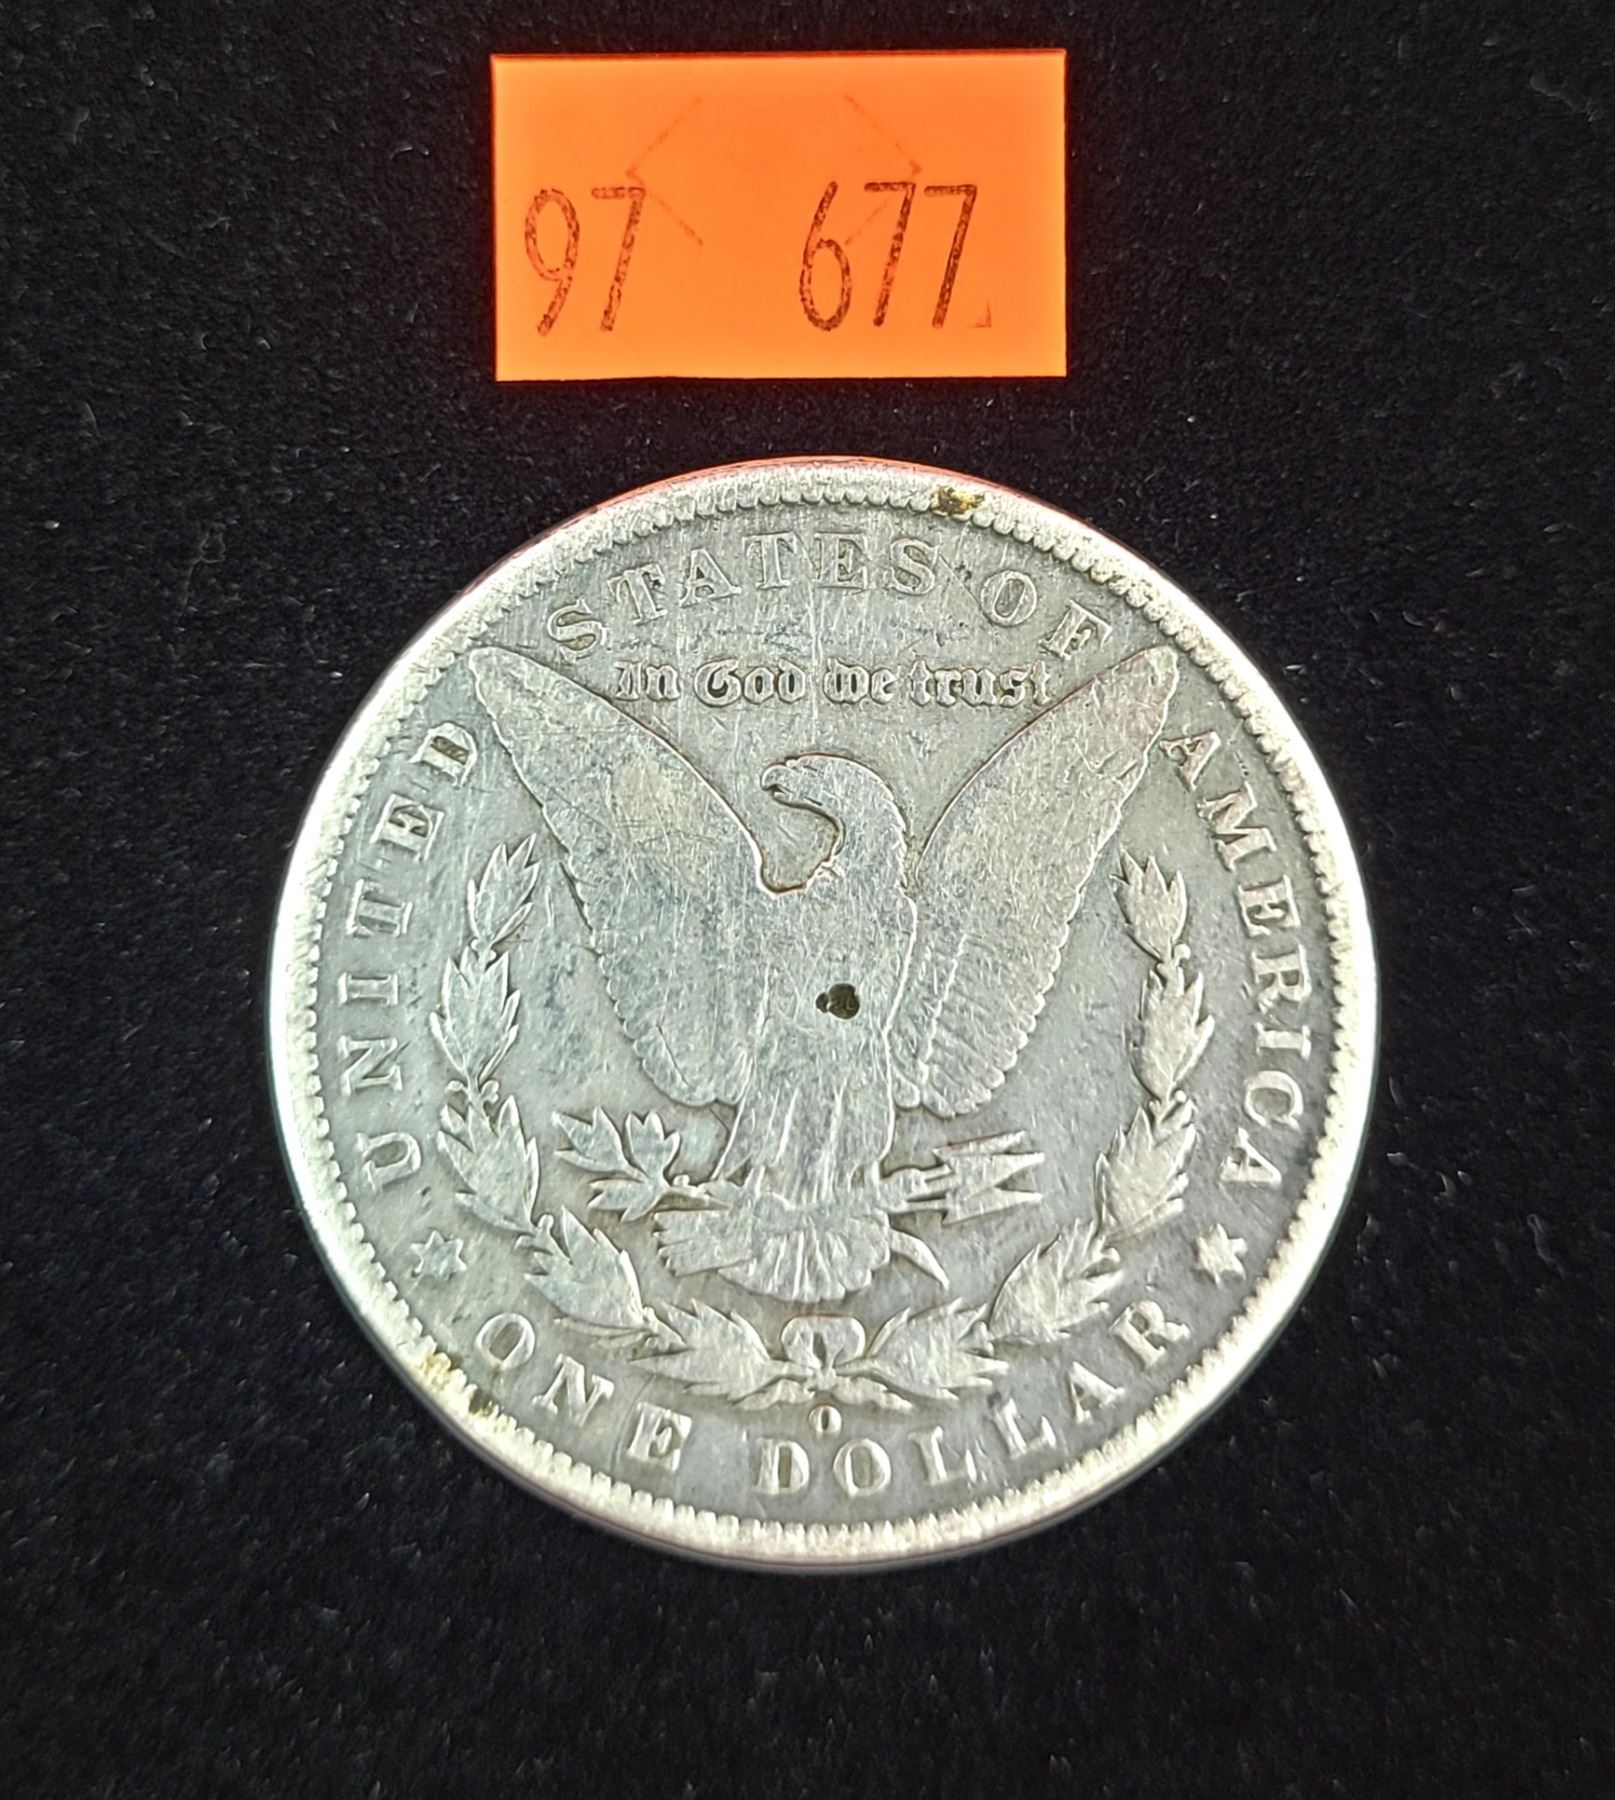 97 677
UNITED STATES OF AMERICA
In God we trust
O
ONE DOLLAR